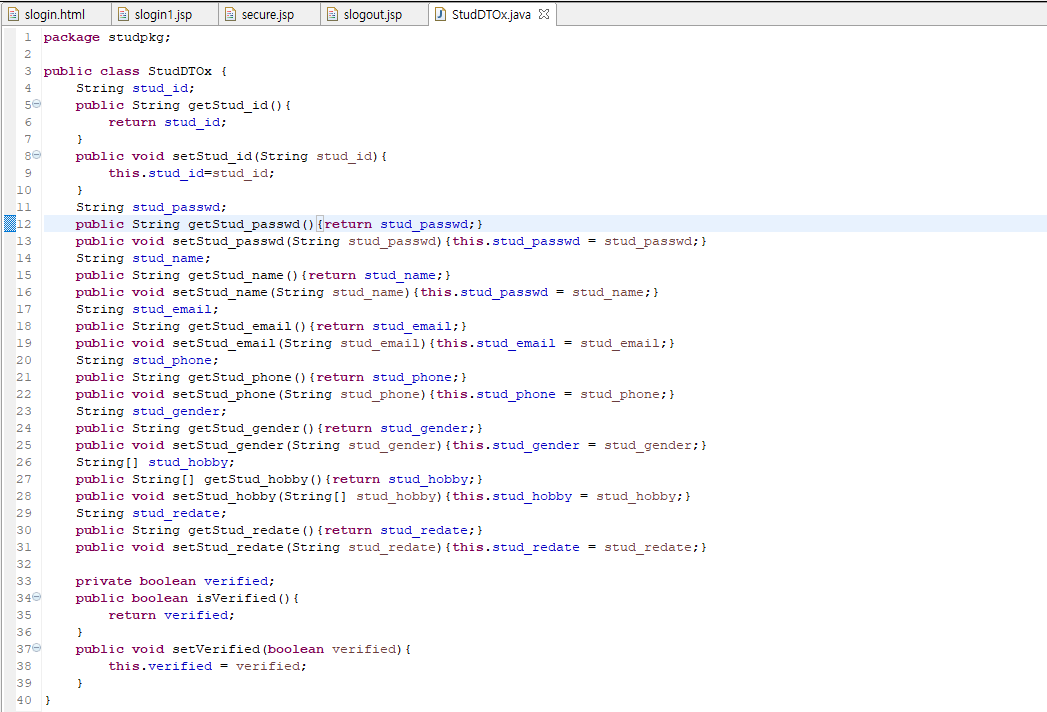 slogin.html slogin1.jsp secure.jsp slogout.jsp StudDTOx.java
1 package studpkg;
2
3 public class StudDTOx {
4     String stud_id;
5     public String getStud_id(){
6         return stud_id;
7     }
8     public void setStud_id(String stud_id){
9         this.stud_id=stud_id;
10     }
11     String stud_passwd;
12     public String getStud_passwd(){return stud_passwd;}
13     public void setStud_passwd(String stud_passwd){this.stud_passwd = stud_passwd;}
14     String stud_name;
15     public String getStud_name(){return stud_name;}
16     public void setStud_name(String stud_name){this.stud_passwd = stud_name;}
17     String stud_email;
18     public String getStud_email(){return stud_email;}
19     public void setStud_email(String stud_email){this.stud_email = stud_email;}
20     String stud_phone;
21     public String getStud_phone(){return stud_phone;}
22     public void setStud_phone(String stud_phone){this.stud_phone = stud_phone;}
23     String stud_gender;
24     public String getStud_gender(){return stud_gender;}
25     public void setStud_gender(String stud_gender){this.stud_gender = stud_gender;}
26     String[] stud_hobby;
27     public String[] getStud_hobby(){return stud_hobby;}
28     public void setStud_hobby(String[] stud_hobby){this.stud_hobby = stud_hobby;}
29     String stud_redate;
30     public String getStud_redate(){return stud_redate;}
31     public void setStud_redate(String stud_redate){this.stud_redate = stud_redate;}
32
33     private boolean verified;
34     public boolean isVerified(){
35         return verified;
36     }
37     public void setVerified(boolean verified){
38         this.verified = verified;
39     }
40 }